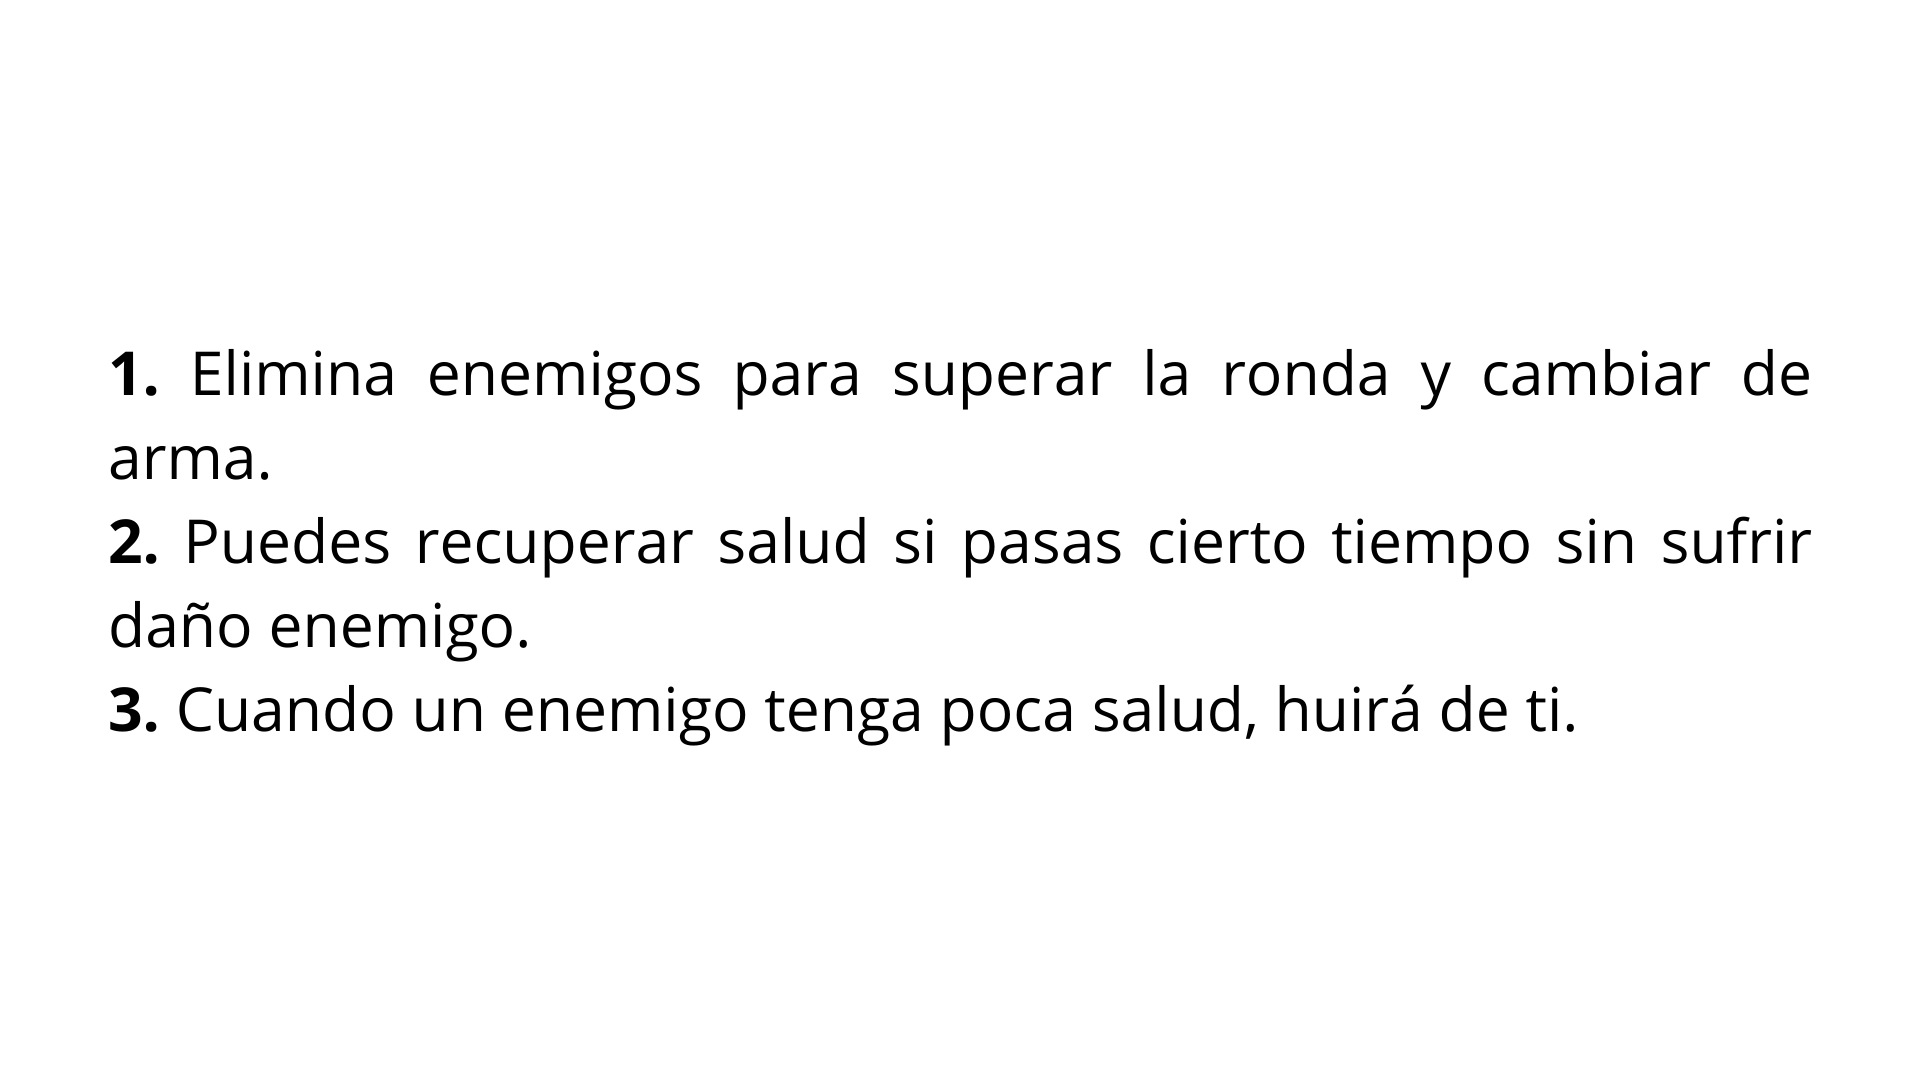 1. Elimina enemigos para superar la ronda y cambiar de
arma.
2. Puedes recuperar salud si pasas cierto tiempo sin sufrir
daño enemigo.
3. Cuando un enemigo tenga poca salud, huirá de ti.